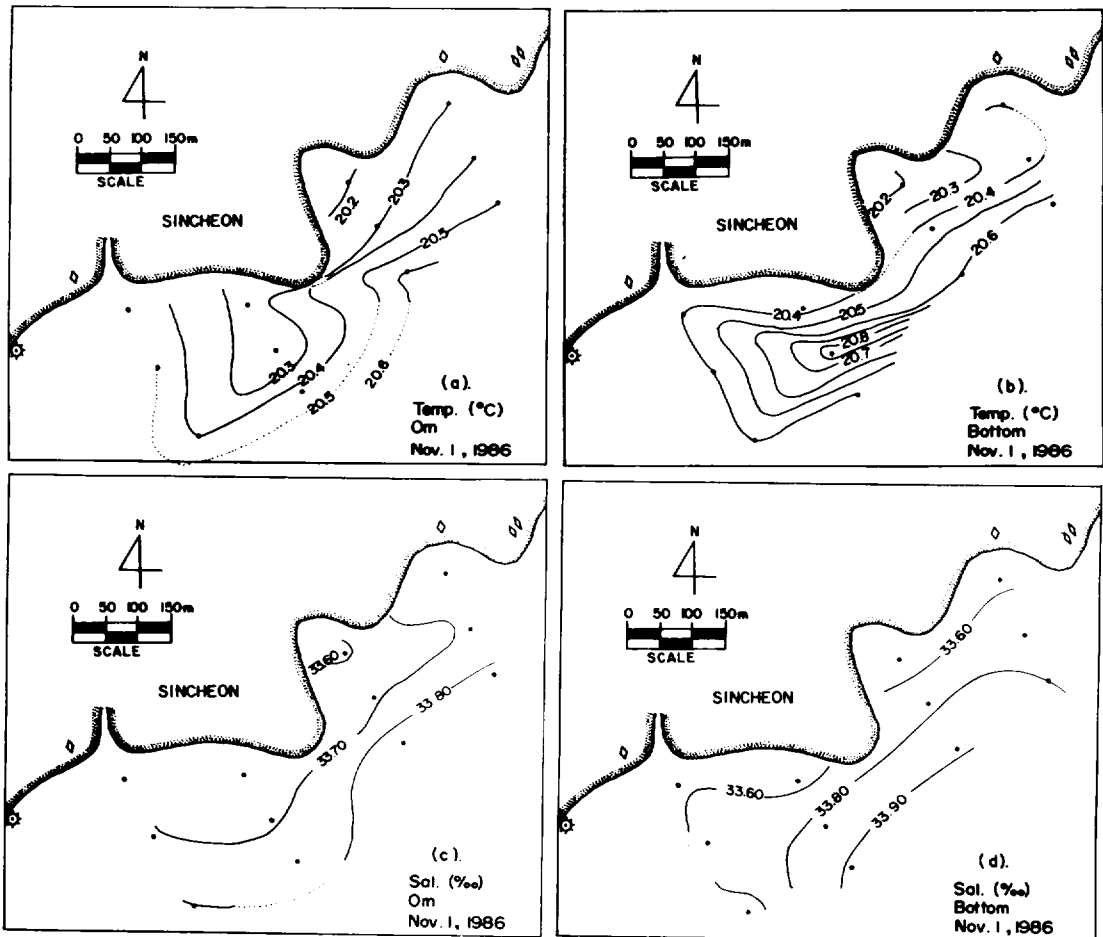 N
0 50 100 150m
SCALE
SINCHEON
20.2
20.3
20.5
20.3
20.4
20.5
20.6
(a).
Temp. (°C)
0m
Nov. 1, 1986
N
0 50 100 150m
SCALE
SINCHEON
20.2
20.3
20.4
20.6
20.4°
20.5
20.8
20.7
(b).
Temp. (°C)
Bottom
Nov. 1, 1986
N
0 50 100 150m
SCALE
SINCHEON
33.60
33.80
33.70
(c).
Sal. (‰)
0m
Nov. 1, 1986
N
0 50 100 150m
SCALE
SINCHEON
33.60
33.60
33.80
33.90
(d).
Sal. (‰)
Bottom
Nov. 1, 1986